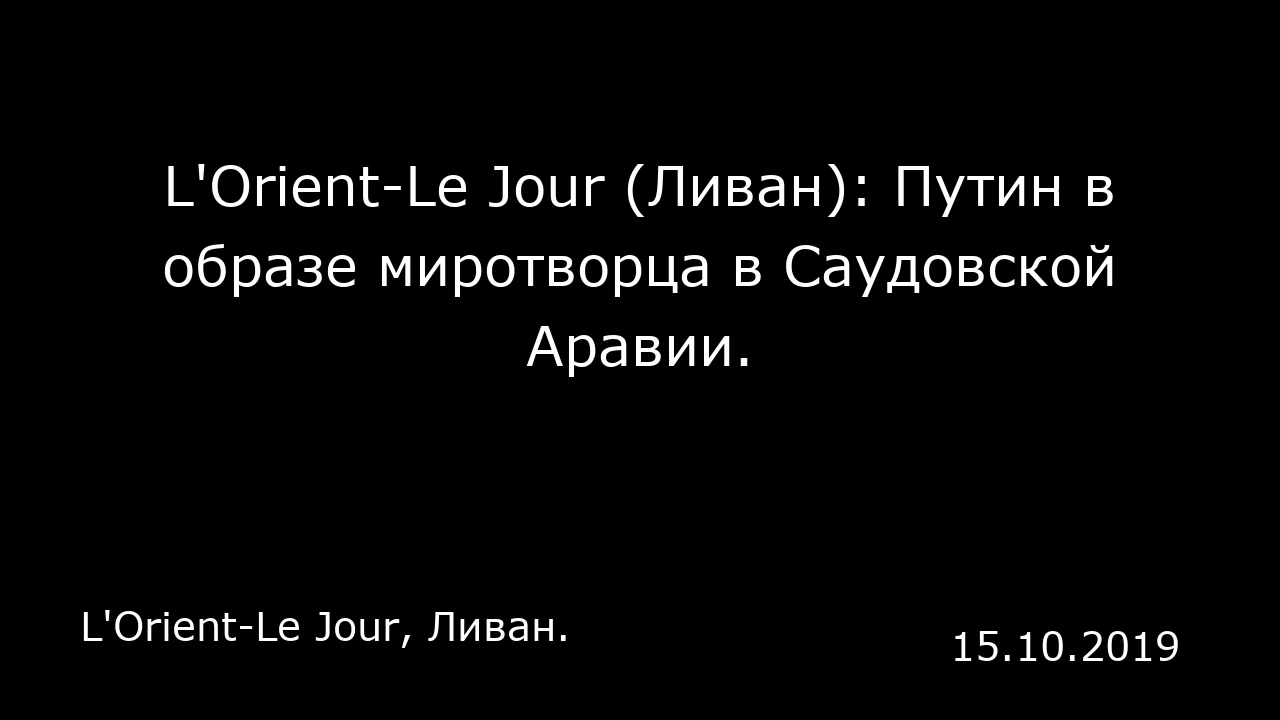 L'Orient-Le Jour (Ливан): Путин в
образе миротворца в Саудовской
Аравии.
L'Orient-Le Jour, Ливан.
15.10.2019